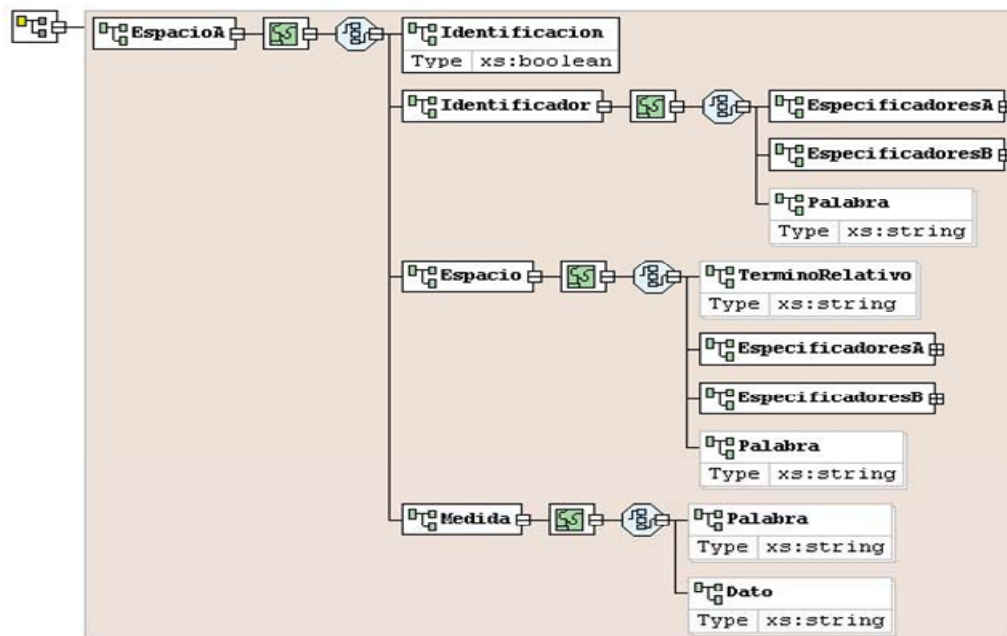 EspacioA
Identificacion
Type xs:boolean
Identificador
EspecificadoresA
EspecificadoresB
Palabra
Type xs:string
Espacio
TerminoRelativo
Type xs:string
EspecificadoresA
EspecificadoresB
Palabra
Type xs:string
Medida
Palabra
Type xs:string
Dato
Type xs:string